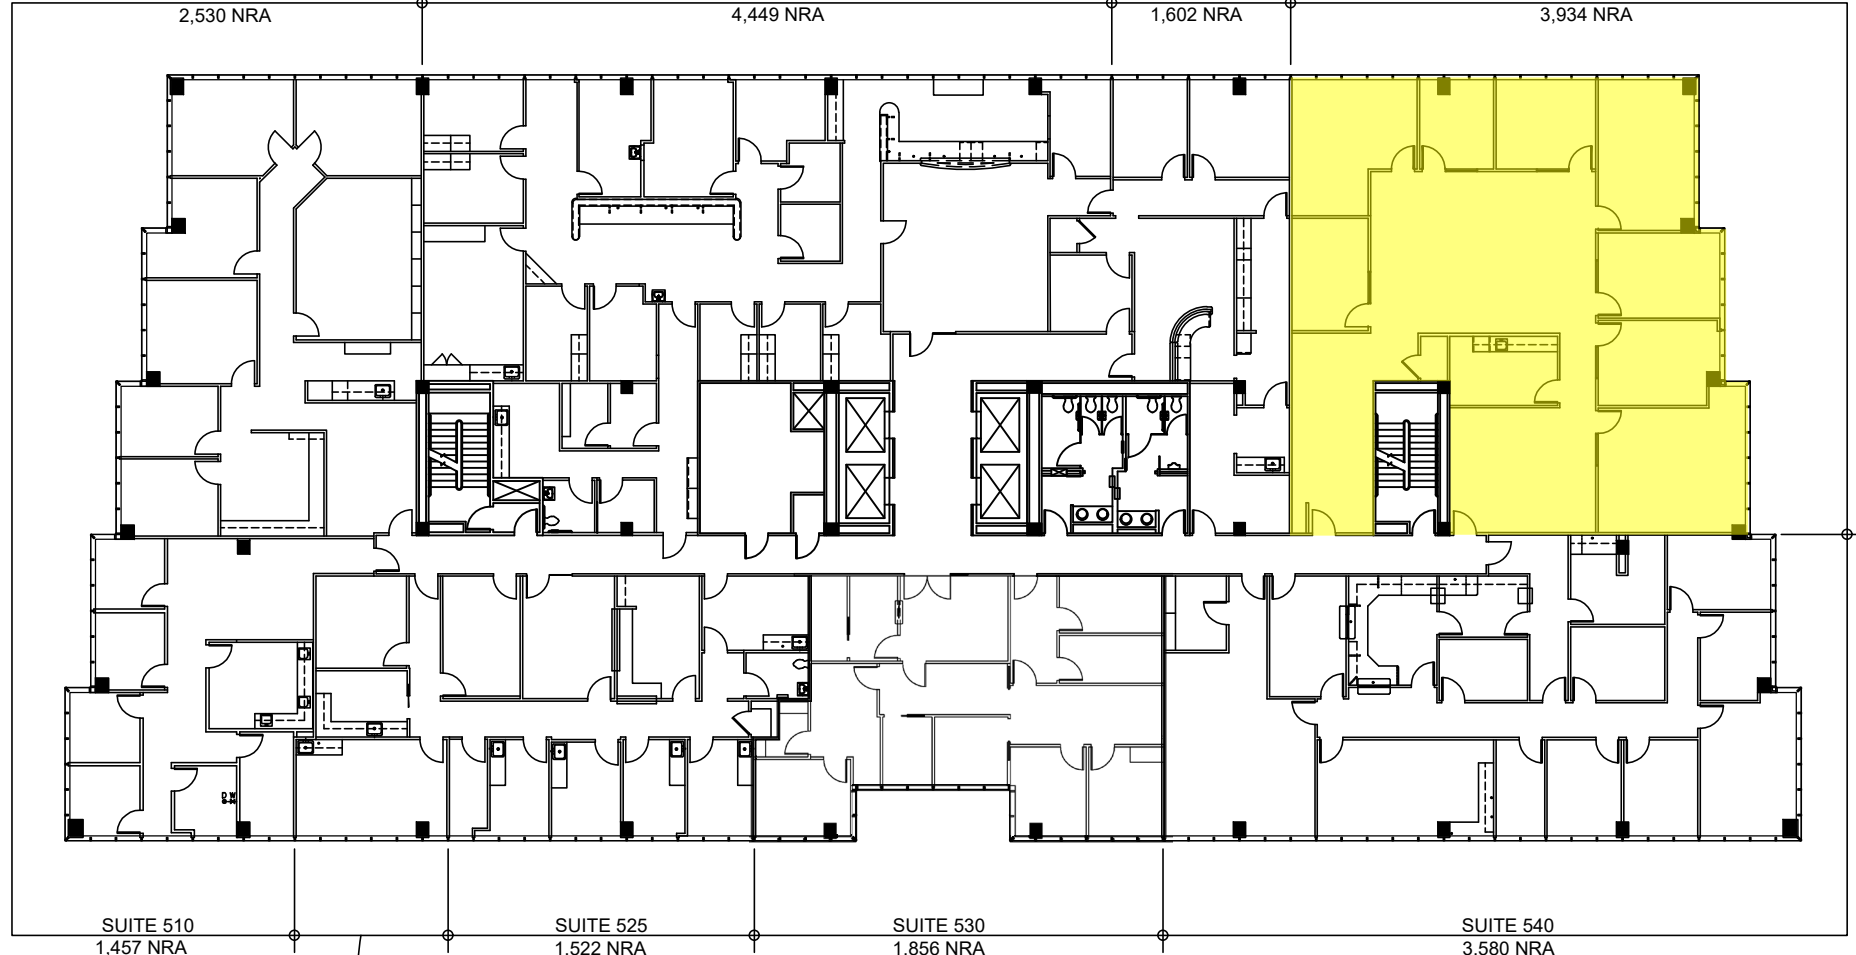 2,530 NRA
4,449 NRA
1,602 NRA
3,934 NRA
SUITE 510
1,457 NRA
SUITE 525
1,522 NRA
SUITE 530
1,856 NRA
SUITE 540
3,580 NRA